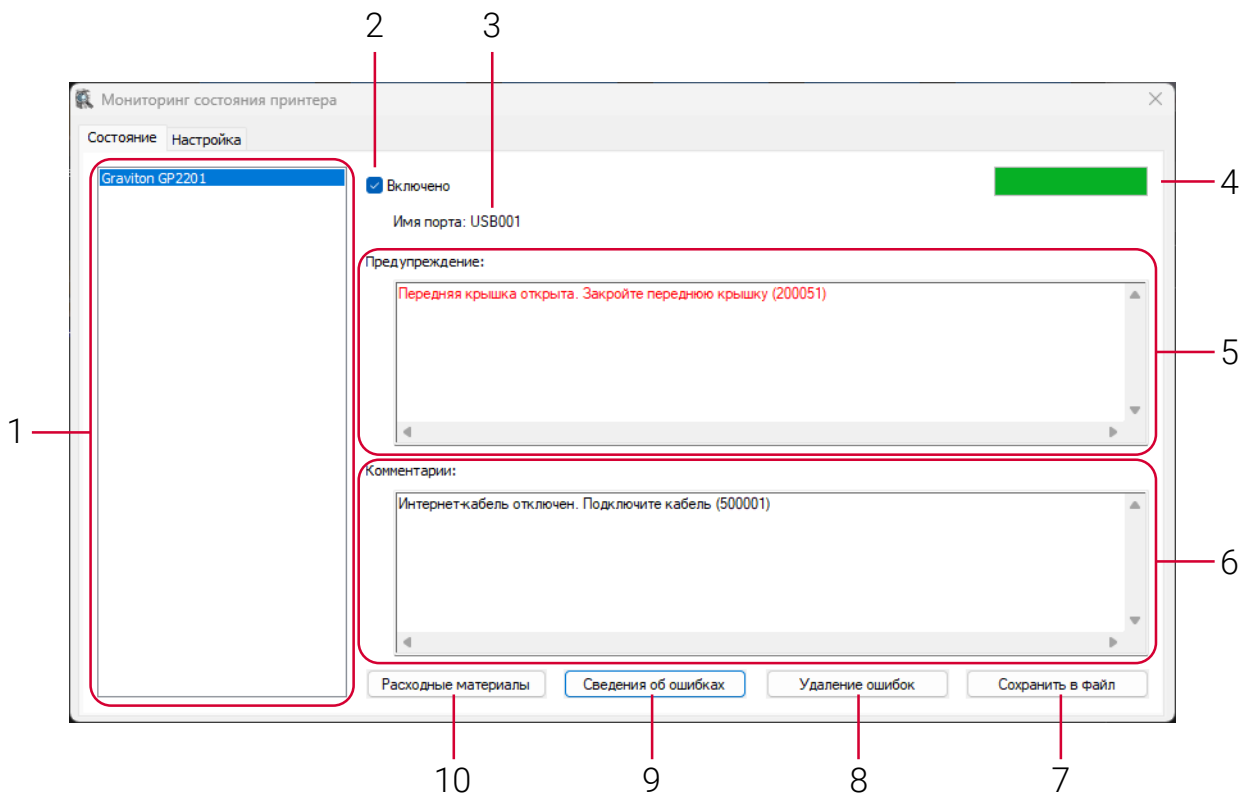 2 3
Мониторинг состояния принтера
Состояние Настройка
Graviton GP2201
Включено
4
Имя порта: USB001
Предупреждение:
Передняя крышка открыта. Закройте переднюю крышку (200051)
5
1
Комментарии:
Интернет-кабель отключен. Подключите кабель (500001)
6
Расходные материалы Сведения об ошибках Удаление ошибок Сохранить в файл
10 9 8 7